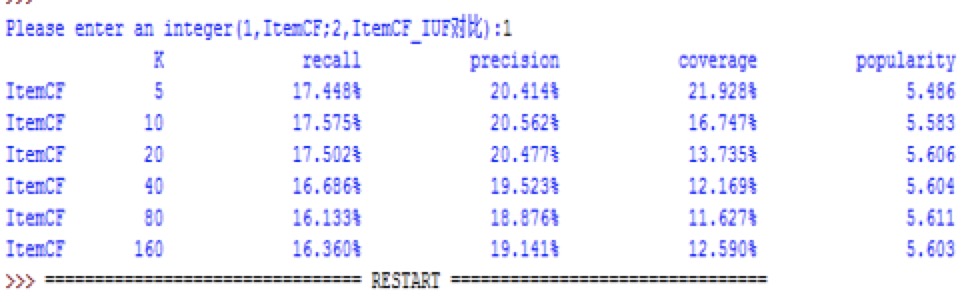 Please enter an integer(1,ItemCF;2,ItemCF_IUF对比):1
K recall precision coverage popularity
ItemCF 5 17.448% 20.414% 21.928% 5.486
ItemCF 10 17.575% 20.562% 16.747% 5.583
ItemCF 20 17.502% 20.477% 13.735% 5.606
ItemCF 40 16.686% 19.523% 12.169% 5.604
ItemCF 80 16.133% 18.876% 11.627% 5.611
ItemCF 160 16.360% 19.141% 12.590% 5.603
>>> ================================ RESTART ================================